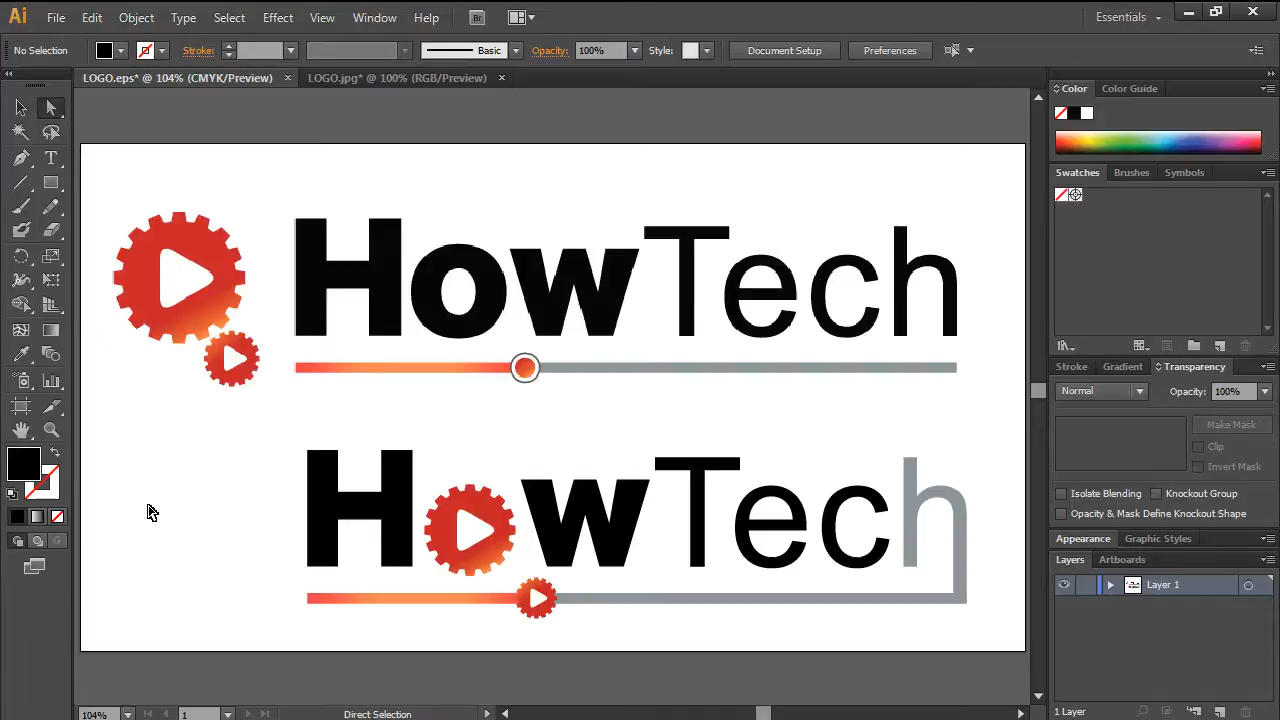 Ai File Edit Object Type Select Effect View Window Help Br Essentials
No Selection Stroke: Basic Opacity: 100% Style: Document Setup Preferences
LOGO.eps* @ 104% (CMYK/Preview) × LOGO.jpg* @ 100% (RGB/Preview) ×
Color Color Guide
Swatches Brushes Symbols
HowTech
Stroke Gradient Transparency
Normal Opacity: 100%
Make Mask
Clip
Invert Mask
Isolate Blending Knockout Group
Opacity & Mask Define Knockout Shape
Appearance Graphic Styles
Layers Artboards
Layer 1
H w Tech
104% 1 Direct Selection
1 Layer